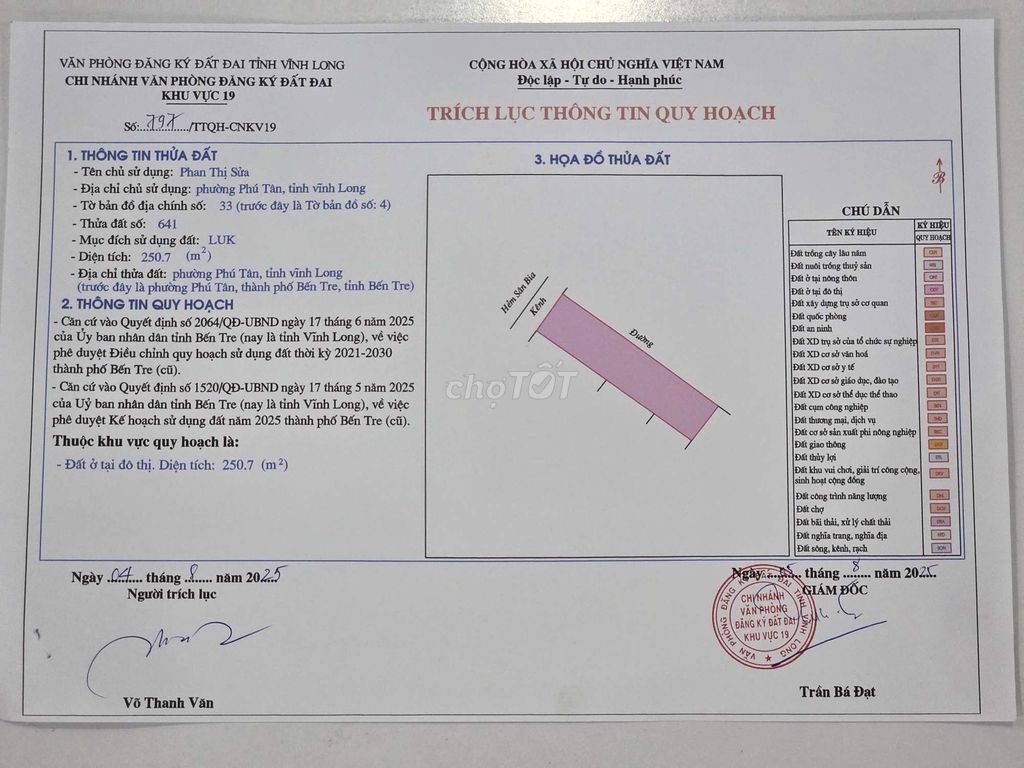 VĂN PHÒNG ĐĂNG KÝ ĐẤT ĐAI TỈNH VĨNH LONG
CHI NHÁNH VĂN PHÒNG ĐĂNG KÝ ĐẤT ĐAI
KHU VỰC 19
Số:..797../TTQH-CNKV19
CỘNG HÒA XÃ HỘI CHỦ NGHĨA VIỆT NAM
Độc lập - Tự do - Hạnh phúc
TRÍCH LỤC THÔNG TIN QUY HOẠCH
1. THÔNG TIN THỬA ĐẤT
- Tên chủ sử dụng: Phan Thị Sửa
- Địa chỉ chủ sử dụng: phường Phú Tân, tỉnh vĩnh Long
- Tờ bản đồ địa chính số: 33 (trước đây là Tờ bản đồ số: 4)
- Thửa đất số: 641
- Mục đích sử dụng đất: LUK
- Diện tích: 250.7 (m²)
- Địa chỉ thửa đất: phường Phú Tân, tỉnh vĩnh Long
(trước đây là phường Phú Tân, thành phố Bến Tre, tỉnh Bến Tre)
2. THÔNG TIN QUY HOẠCH
- Căn cứ vào Quyết định số 2064/QĐ-UBND ngày 17 tháng 6 năm 2025
của Ủy ban nhân dân tỉnh Bến Tre (nay là tỉnh Vĩnh Long), về việc
phê duyệt Điều chỉnh quy hoạch sử dụng đất thời kỳ 2021-2030
thành phố Bến Tre (cũ).
- Căn cứ vào Quyết định số 1520/QĐ-UBND ngày 17 tháng 5 năm 2025
của Uỷ ban nhân dân tỉnh Bến Tre (nay là tỉnh Vĩnh Long), về việc
phê duyệt Kế hoạch sử dụng đất năm 2025 thành phố Bến Tre (cũ).
Thuộc khu vực quy hoạch là:
- Đất ở tại đô thị. Diện tích: 250.7 (m²)
3. HỌA ĐỒ THỬA ĐẤT
B
Hẻm Sân Bia
Kênh
Đường
chợTỐT
CHÚ DẪN
TÊN KÝ HIỆU
KÝ HIỆU
QUY HOẠCH
Đất trồng cây lâu năm
Đất nuôi trồng thuỷ sản
Đất ở tại nông thôn
Đất ở tại đô thị
Đất xây dựng trụ sở cơ quan
Đất quốc phòng
Đất an ninh
Đất XD trụ sở của tổ chức sự nghiệp
Đất XD cơ sở văn hoá
Đất XD cơ sở y tế
Đất XD cơ sở giáo dục, đào tạo
Đất XD cơ sở thể dục thể thao
Đất cụm công nghiệp
Đất thương mại, dịch vụ
Đất cơ sở sản xuất phi nông nghiệp
Đất giao thông
Đất thủy lợi
Đất khu vui chơi, giải trí công cộng,
sinh hoạt cộng đồng
Đất công trình năng lượng
Đất chợ
Đất bãi thải, xử lý chất thải
Đất nghĩa trang, nghĩa địa
Đất sông, kênh, rạch
Ngày .04.... tháng .8..... năm 2025
Người trích lục
Võ Thanh Văn
Ngày ..05.... tháng ..8..... năm 2025
GIÁM ĐỐC
VĂN PHÒNG ĐĂNG KÝ ĐẤT ĐAI TỈNH VĨNH LONG
CHI NHÁNH
VĂN PHÒNG
ĐĂNG KÝ ĐẤT ĐAI
KHU VỰC 19
Trần Bá Đạt